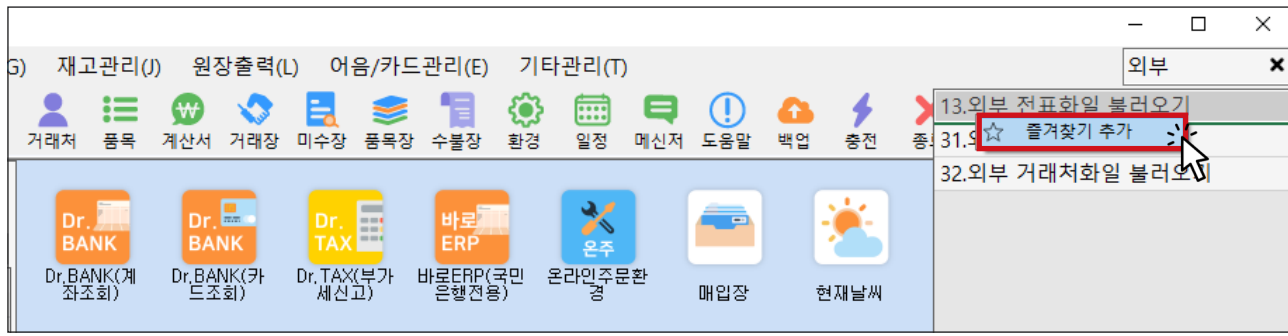 G) 재고관리(J) 원장출력(L) 어음/카드관리(E) 기타관리(T)
외부
거래처 품목 계산서 거래장 미수장 품목장 수불장 환경 일정 메신저 도움말 백업 충전
13.외부 전표화일 불러오기
즐겨찾기 추가
32.외부 거래처화일 불러오기
Dr.
BANK
Dr.BANK(계
좌조회)
Dr.
BANK
Dr.BANK(카
드조회)
Dr.
TAX
Dr.TAX(부가
세신고)
바로
ERP
바로ERP(국민
은행전용)
온주
온라인주문환
경
매입장
현재날씨